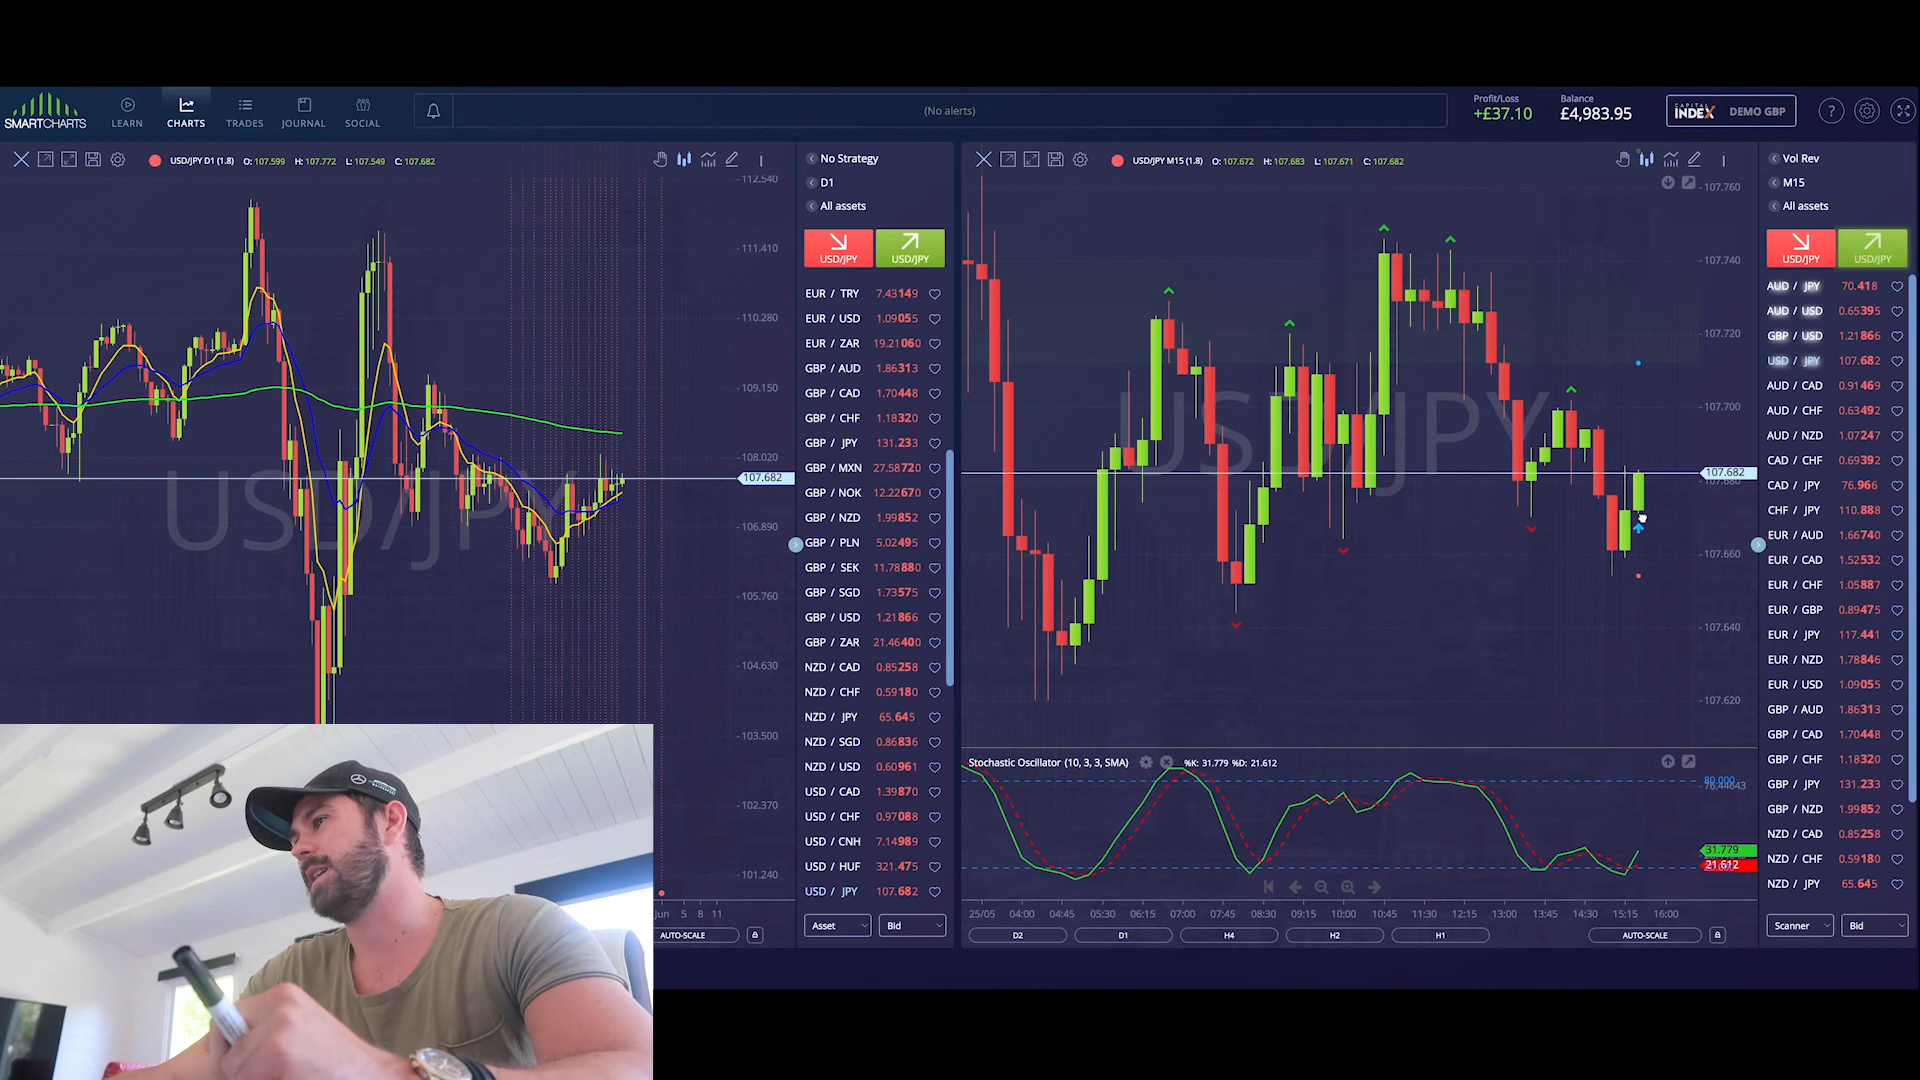 SMARTCHARTS
LEARN
CHARTS
TRADES
JOURNAL
SOCIAL
(No alerts)
Profit/Loss
+£37.10
Balance
£4,983.95
CAPITAL
INDEX
DEMO GBP
?
USD/JPY D1 (1.8) O: 107.599 H: 107.772 L: 107.549 C: 107.682
112.540
111.410
110.280
109.150
108.020
107.682
106.890
105.760
104.630
103.500
102.370
101.240
USD/JPY
Jun 5 8 11
AUTO-SCALE
No Strategy
D1
All assets
USD/JPY
USD/JPY
EUR / TRY 7.43149
EUR / USD 1.09055
EUR / ZAR 19.21060
GBP / AUD 1.86313
GBP / CAD 1.70448
GBP / CHF 1.18320
GBP / JPY 131.233
GBP / MXN 27.58720
GBP / NOK 12.22670
GBP / NZD 1.99852
GBP / PLN 5.02495
GBP / SEK 11.78880
GBP / SGD 1.73575
GBP / USD 1.21866
GBP / ZAR 21.46400
NZD / CAD 0.85258
NZD / CHF 0.59180
NZD / JPY 65.645
NZD / SGD 0.86836
NZD / USD 0.60961
USD / CAD 1.39870
USD / CHF 0.97088
USD / CNH 7.14989
USD / HUF 321.475
USD / JPY 107.682
Asset
Bid
USD/JPY M15 (1.8) O: 107.672 H: 107.683 L: 107.671 C: 107.682
107.760
107.740
107.720
107.700
107.682
107.680
107.660
107.640
107.620
USD/JPY
Stochastic Oscillator (10, 3, 3, SMA) %K: 31.779 %D: 21.612
80.000
76.44643
31.779
21.612
25/05 04:00 04:45 05:30 06:15 07:00 07:45 08:30 09:15 10:00 10:45 11:30 12:15 13:00 13:45 14:30 15:15 16:00
D2
D1
H4
H2
H1
AUTO-SCALE
Vol Rev
M15
All assets
USD/JPY
USD/JPY
AUD / JPY 70.418
AUD / USD 0.65395
GBP / USD 1.21866
USD / JPY 107.682
AUD / CAD 0.91469
AUD / CHF 0.63492
AUD / NZD 1.07247
CAD / CHF 0.69392
CAD / JPY 76.966
CHF / JPY 110.888
EUR / AUD 1.66740
EUR / CAD 1.52532
EUR / CHF 1.05887
EUR / GBP 0.89475
EUR / JPY 117.441
EUR / NZD 1.78846
EUR / USD 1.09055
GBP / AUD 1.86313
GBP / CAD 1.70448
GBP / CHF 1.18320
GBP / JPY 131.233
GBP / NZD 1.99852
NZD / CAD 0.85258
NZD / CHF 0.59180
NZD / JPY 65.645
Scanner
Bid